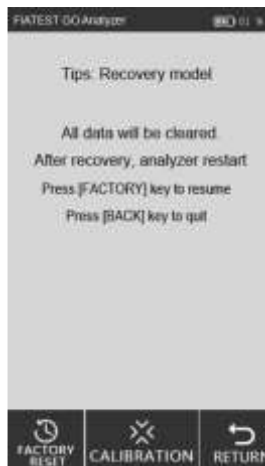 FIATEST GO Analyzer
Tips: Recovery model
All data will be cleared
After recovery, analyzer restart
Press [FACTORY] key to resume
Press [BACK] key to quit
FACTORY
RESET
CALIBRATION
RETURN